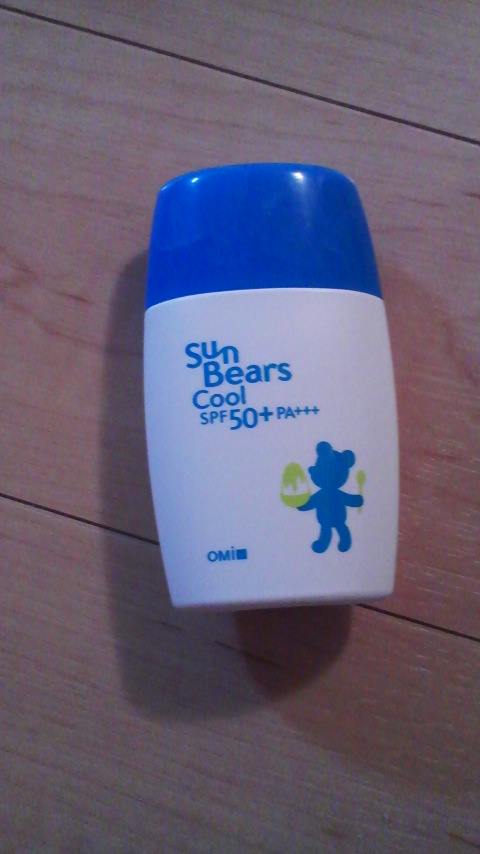 Sun
Bears
Cool
SPF50+ PA+++
OMi